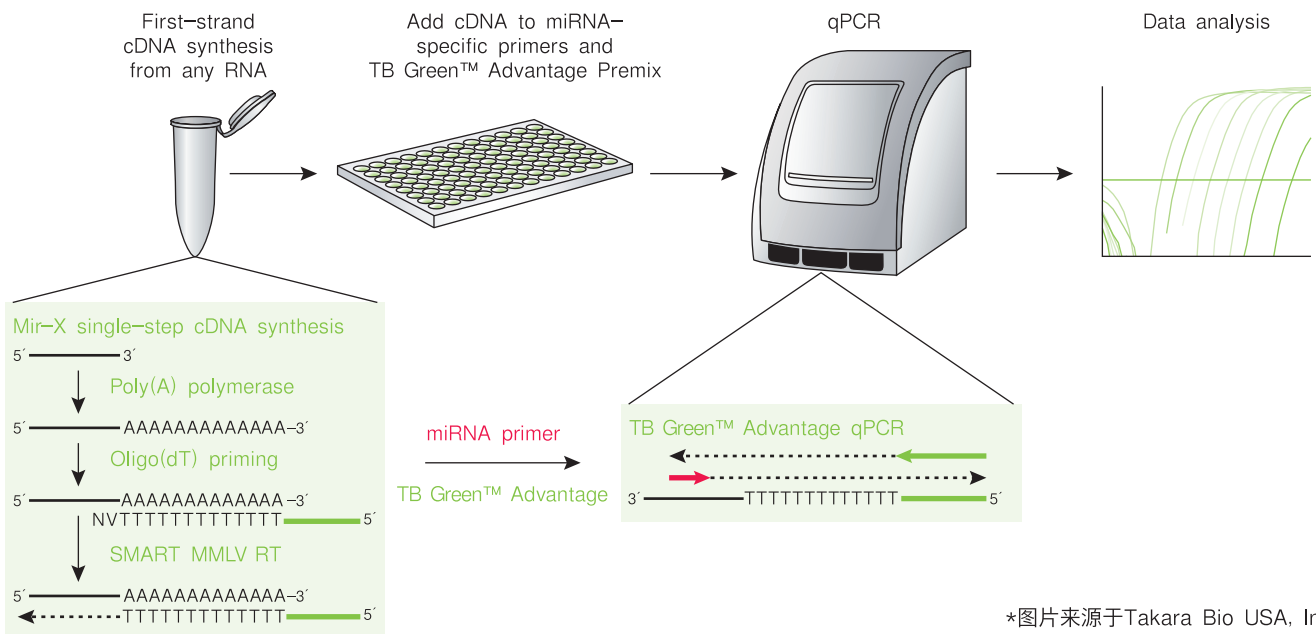 First-strand
cDNA synthesis
from any RNA
Add cDNA to miRNA-
specific primers and
TB Green™ Advantage Premix
qPCR
Data analysis
Mir-X single-step cDNA synthesis
5´ 3´
Poly(A) polymerase
5´ AAAAAAAAAAAAA-3´
Oligo(dT) priming
5´ AAAAAAAAAAAAA-3´
NVTTTTTTTTTTTTT 5´
SMART MMLV RT
5´ AAAAAAAAAAAAA-3´
TTTTTTTTTTTTT 5´
miRNA primer
TB Green™ Advantage
TB Green™ Advantage qPCR
3´ TTTTTTTTTTTTT 5´
*图片来源于Takara Bio USA, In